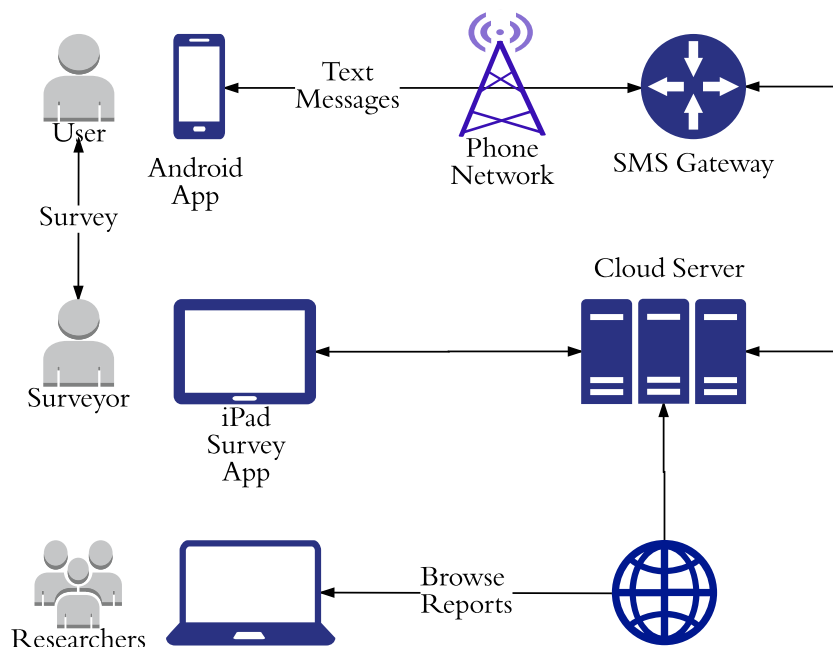 Text
Messages
User
Phone
Network
SMS Gateway
Android
App
Survey
Cloud Server
Surveyor
iPad
Survey
App
Browse
Reports
Researchers